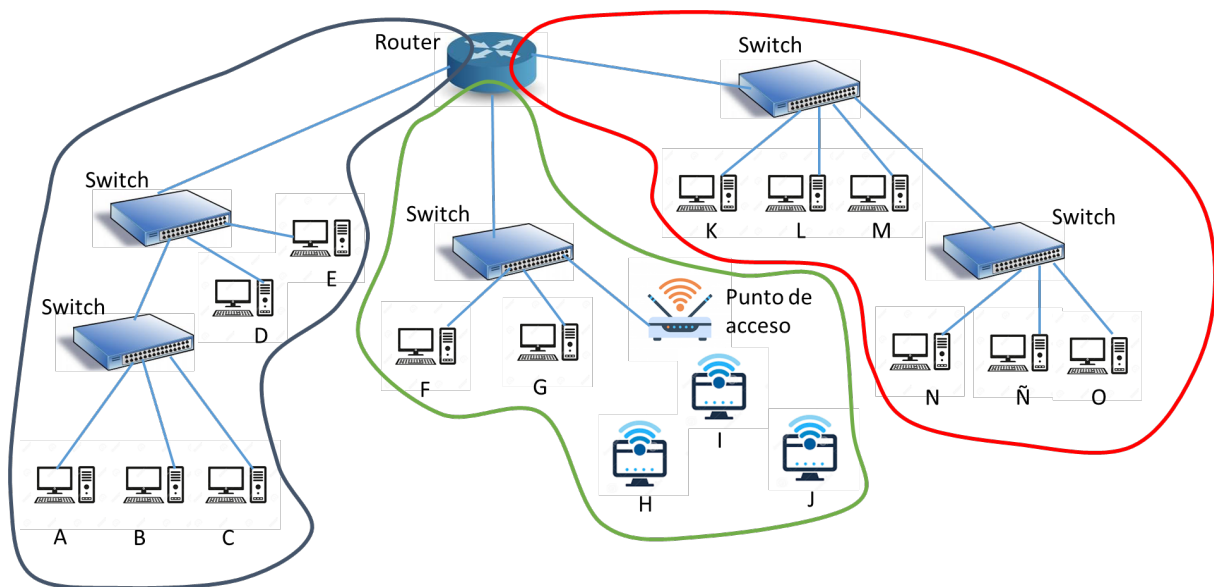 Router
Switch
Switch
Switch
Switch
Switch
Punto de
acceso
K
L
M
E
D
F
G
N
Ñ
O
I
H
J
A
B
C